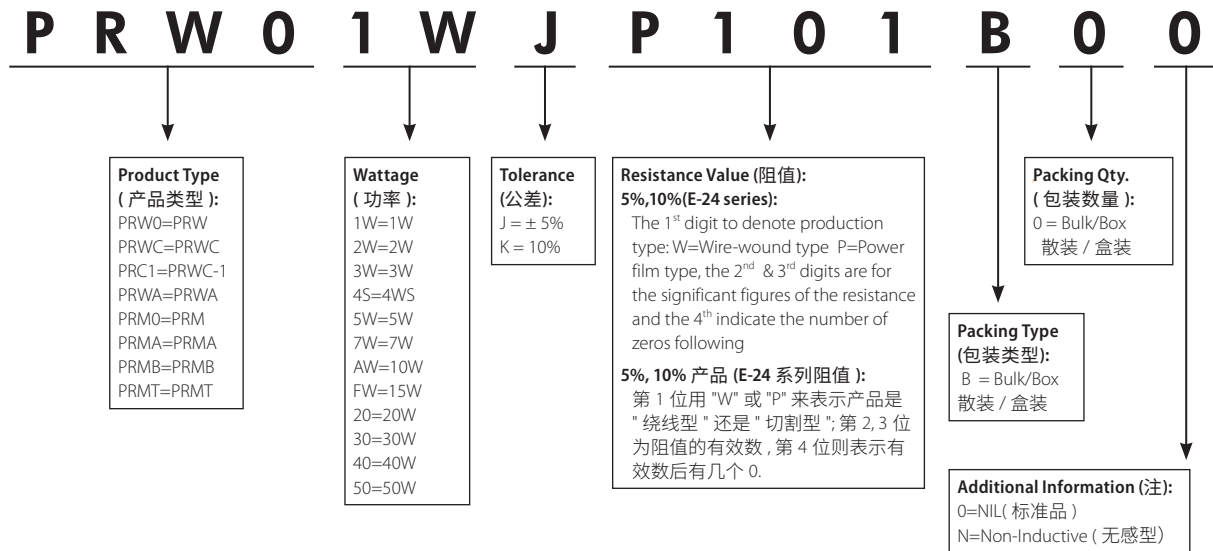 P R W 0 1 W J P 1 0 1 B 0 0
Product Type
( 产品类型 ):
PRW0=PRW
PRWC=PRWC
PRC1=PRWC-1
PRWA=PRWA
PRM0=PRM
PRMA=PRMA
PRMB=PRMB
PRMT=PRMT
Wattage
( 功率 ):
1W=1W
2W=2W
3W=3W
4S=4WS
5W=5W
7W=7W
AW=10W
FW=15W
20=20W
30=30W
40=40W
50=50W
Tolerance
(公差):
J = ± 5%
K = 10%
Resistance Value (阻值):
5%,10%(E-24 series):
The 1st digit to denote production
type: W=Wire-wound type P=Power
film type, the 2nd & 3rd digits are for
the significant figures of the resistance
and the 4th indicate the number of
zeros following
5%, 10% 产品 (E-24 系列阻值 ):
第 1 位用 "W" 或 "P" 来表示产品是
" 绕线型 " 还是 " 切割型 "; 第 2, 3 位
为阻值的有效数 , 第 4 位则表示有
效数后有几个 0.
Packing Type
(包装类型):
B = Bulk/Box
散装 / 盒装
Packing Qty.
( 包装数量 ):
0 = Bulk/Box
散装 / 盒装
Additional Information (注):
0=NIL( 标准品 )
N=Non-Inductive ( 无感型)